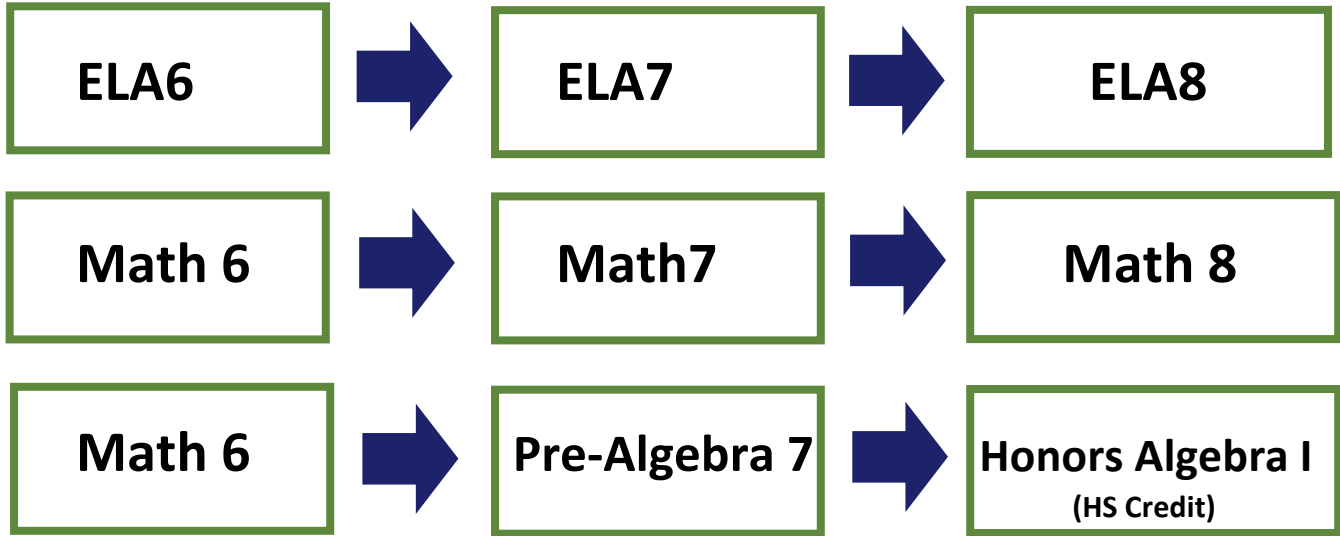 ELA6
ELA7
ELA8
Math 6
Math7
Math 8
Math 6
Pre-Algebra 7
Honors Algebra I
(HS Credit)